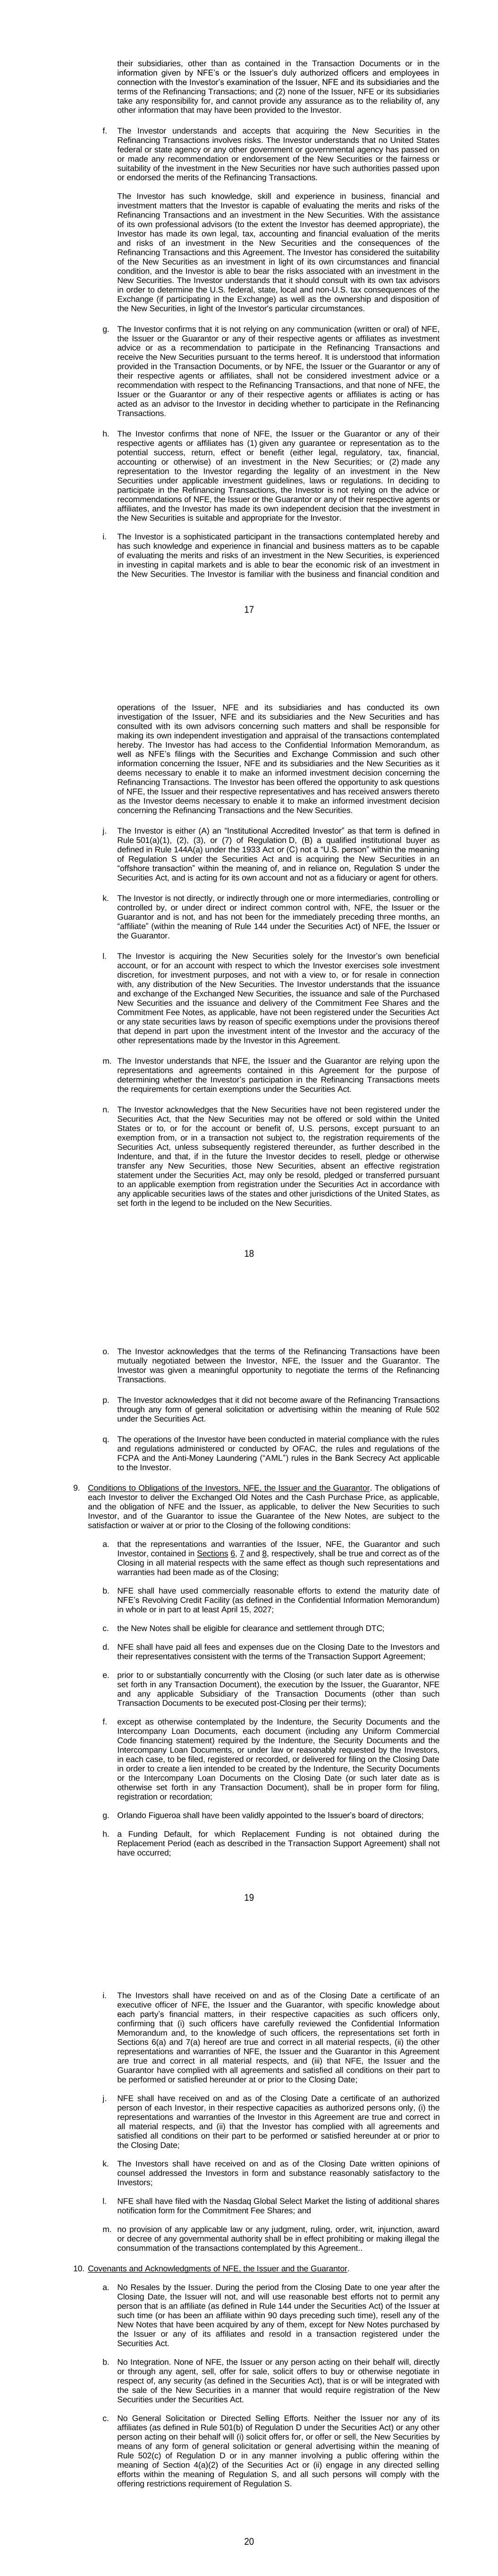 their subsidiaries, other than as contained in the Transaction Documents or in the
information given by NFE's or the Issuer's duly authorized officers and employees in
connection with the Investor's examination of the Issuer, NFE and its subsidiaries and the
terms of the Refinancing Transactions; and (2) none of the Issuer, NFE or its subsidiaries
take any responsibility for, and cannot provide any assurance as to the reliability of, any
other information that may have been provided to the Investor.
f. The Investor understands and accepts that acquiring the New Securities in the
Refinancing Transactions involves risks. The Investor understands that no United States
federal or state agency or any other government or governmental agency has passed on
or made any recommendation or endorsement of the New Securities or the fairness or
suitability of the investment in the New Securities nor have such authorities passed upon
or endorsed the merits of the Refinancing Transactions.
The Investor has such knowledge, skill and experience in business, financial and
investment matters that the Investor is capable of evaluating the merits and risks of the
Refinancing Transactions and an investment in the New Securities. With the assistance
of its own professional advisors (to the extent the Investor has deemed appropriate), the
Investor has made its own legal, tax, accounting and financial evaluation of the merits
and risks of an investment in the New Securities and the consequences of the
Refinancing Transactions and this Agreement. The Investor has considered the suitability
of the New Securities as an investment in light of its own circumstances and financial
condition, and the Investor is able to bear the risks associated with an investment in the
New Securities. The Investor understands that it should consult with its own tax advisors
in order to determine the U.S. federal, state, local and non-U.S. tax consequences of the
Exchange (if participating in the Exchange) as well as the ownership and disposition of
the New Securities, in light of the Investor's particular circumstances.
g. The Investor confirms that it is not relying on any communication (written or oral) of NFE,
the Issuer or the Guarantor or any of their respective agents or affiliates as investment
advice or as a recommendation to participate in the Refinancing Transactions and
receive the New Securities pursuant to the terms hereof. It is understood that information
provided in the Transaction Documents, or by NFE, the Issuer or the Guarantor or any of
their respective agents or affiliates, shall not be considered investment advice or a
recommendation with respect to the Refinancing Transactions, and that none of NFE, the
Issuer or the Guarantor or any of their respective agents or affiliates is acting or has
acted as an advisor to the Investor in deciding whether to participate in the Refinancing
Transactions.
h. The Investor confirms that none of NFE, the Issuer or the Guarantor or any of their
respective agents or affiliates has (1) given any guarantee or representation as to the
potential success, return, effect or benefit (either legal, regulatory, tax, financial,
accounting or otherwise) of an investment in the New Securities; or (2) made any
representation to the Investor regarding the legality of an investment in the New
Securities under applicable investment guidelines, laws or regulations. In deciding to
participate in the Refinancing Transactions, the Investor is not relying on the advice or
recommendations of NFE, the Issuer or the Guarantor or any of their respective agents or
affiliates, and the Investor has made its own independent decision that the investment in
the New Securities is suitable and appropriate for the Investor.
i. The Investor is a sophisticated participant in the transactions contemplated hereby and
has such knowledge and experience in financial and business matters as to be capable
of evaluating the merits and risks of an investment in the New Securities, is experienced
in investing in capital markets and is able to bear the economic risk of an investment in
the New Securities. The Investor is familiar with the business and financial condition and
17
operations of the Issuer, NFE and its subsidiaries and has conducted its own
investigation of the Issuer, NFE and its subsidiaries and the New Securities and has
consulted with its own advisors concerning such matters and shall be responsible for
making its own independent investigation and appraisal of the transactions contemplated
hereby. The Investor has had access to the Confidential Information Memorandum, as
well as NFE's filings with the Securities and Exchange Commission and such other
information concerning the Issuer, NFE and its subsidiaries and the New Securities as it
deems necessary to enable it to make an informed investment decision concerning the
Refinancing Transactions. The Investor has been offered the opportunity to ask questions
of NFE, the Issuer and their respective representatives and has received answers thereto
as the Investor deems necessary to enable it to make an informed investment decision
concerning the Refinancing Transactions and the New Securities.
j. The Investor is either (A) an "Institutional Accredited Investor" as that term is defined in
Rule 501(a)(1), (2), (3), or (7) of Regulation D, (B) a qualified institutional buyer as
defined in Rule 144A(a) under the 1933 Act or (C) not a "U.S. person" within the meaning
of Regulation S under the Securities Act and is acquiring the New Securities in an
"offshore transaction" within the meaning of, and in reliance on, Regulation S under the
Securities Act, and is acting for its own account and not as a fiduciary or agent for others.
k. The Investor is not directly, or indirectly through one or more intermediaries, controlling or
controlled by, or under direct or indirect common control with, NFE, the Issuer or the
Guarantor and is not, and has not been for the immediately preceding three months, an
"affiliate" (within the meaning of Rule 144 under the Securities Act) of NFE, the Issuer or
the Guarantor.
l. The Investor is acquiring the New Securities solely for the Investor's own beneficial
account, or for an account with respect to which the Investor exercises sole investment
discretion, for investment purposes, and not with a view to, or for resale in connection
with, any distribution of the New Securities. The Investor understands that the issuance
and exchange of the Exchanged New Securities, the issuance and sale of the Purchased
New Securities and the issuance and delivery of the Commitment Fee Shares and the
Commitment Fee Notes, as applicable, have not been registered under the Securities Act
or any state securities laws by reason of specific exemptions under the provisions thereof
that depend in part upon the investment intent of the Investor and the accuracy of the
other representations made by the Investor in this Agreement.
m. The Investor understands that NFE, the Issuer and the Guarantor are relying upon the
representations and agreements contained in this Agreement for the purpose of
determining whether the Investor's participation in the Refinancing Transactions meets
the requirements for certain exemptions under the Securities Act.
n. The Investor acknowledges that the New Securities have not been registered under the
Securities Act, that the New Securities may not be offered or sold within the United
States or to, or for the account or benefit of, U.S. persons, except pursuant to an
exemption from, or in a transaction not subject to, the registration requirements of the
Securities Act, unless subsequently registered thereunder, as further described in the
Indenture, and that, if in the future the Investor decides to resell, pledge or otherwise
transfer any New Securities, those New Securities, absent an effective registration
statement under the Securities Act, may only be resold, pledged or transferred pursuant
to an applicable exemption from registration under the Securities Act in accordance with
any applicable securities laws of the states and other jurisdictions of the United States, as
set forth in the legend to be included on the New Securities.
18
o. The Investor acknowledges that the terms of the Refinancing Transactions have been
mutually negotiated between the Investor, NFE, the Issuer and the Guarantor. The
Investor was given a meaningful opportunity to negotiate the terms of the Refinancing
Transactions.
p. The Investor acknowledges that it did not become aware of the Refinancing Transactions
through any form of general solicitation or advertising within the meaning of Rule 502
under the Securities Act.
q. The operations of the Investor have been conducted in material compliance with the rules
and regulations administered or conducted by OFAC, the rules and regulations of the
FCPA and the Anti-Money Laundering ("AML") rules in the Bank Secrecy Act applicable
to the Investor.
9. Conditions to Obligations of the Investors, NFE, the Issuer and the Guarantor. The obligations of
each Investor to deliver the Exchanged Old Notes and the Cash Purchase Price, as applicable,
and the obligation of NFE and the Issuer, as applicable, to deliver the New Securities to such
Investor, and of the Guarantor to issue the Guarantee of the New Notes, are subject to the
satisfaction or waiver at or prior to the Closing of the following conditions:
a. that the representations and warranties of the Issuer, NFE, the Guarantor and such
Investor, contained in Sections 6, 7 and 8, respectively, shall be true and correct as of the
Closing in all material respects with the same effect as though such representations and
warranties had been made as of the Closing;
b. NFE shall have used commercially reasonable efforts to extend the maturity date of
NFE's Revolving Credit Facility (as defined in the Confidential Information Memorandum)
in whole or in part to at least April 15, 2027;
c. the New Notes shall be eligible for clearance and settlement through DTC;
d. NFE shall have paid all fees and expenses due on the Closing Date to the Investors and
their representatives consistent with the terms of the Transaction Support Agreement;
e. prior to or substantially concurrently with the Closing (or such later date as is otherwise
set forth in any Transaction Document), the execution by the Issuer, the Guarantor, NFE
and any applicable Subsidiary of the Transaction Documents (other than such
Transaction Documents to be executed post-Closing per their terms);
f. except as otherwise contemplated by the Indenture, the Security Documents and the
Intercompany Loan Documents, each document (including any Uniform Commercial
Code financing statement) required by the Indenture, the Security Documents and the
Intercompany Loan Documents, or under law or reasonably requested by the Investors,
in each case, to be filed, registered or recorded, or delivered for filing on the Closing Date
in order to create a lien intended to be created by the Indenture, the Security Documents
or the Intercompany Loan Documents on the Closing Date (or such later date as is
otherwise set forth in any Transaction Document), shall be in proper form for filing,
registration or recordation;
g. Orlando Figueroa shall have been validly appointed to the Issuer's board of directors;
h. a Funding Default, for which Replacement Funding is not obtained during the
Replacement Period (each as described in the Transaction Support Agreement) shall not
have occurred;
19
i. The Investors shall have received on and as of the Closing Date a certificate of an
executive officer of NFE, the Issuer and the Guarantor, with specific knowledge about
each party's financial matters, in their respective capacities as such officers only,
confirming that (i) such officers have carefully reviewed the Confidential Information
Memorandum and, to the knowledge of such officers, the representations set forth in
Sections 6(a) and 7(a) hereof are true and correct in all material respects, (ii) the other
representations and warranties of NFE, the Issuer and the Guarantor in this Agreement
are true and correct in all material respects, and (iii) that NFE, the Issuer and the
Guarantor have complied with all agreements and satisfied all conditions on their part to
be performed or satisfied hereunder at or prior to the Closing Date;
j. NFE shall have received on and as of the Closing Date a certificate of an authorized
person of each Investor, in their respective capacities as authorized persons only, (i) the
representations and warranties of the Investor in this Agreement are true and correct in
all material respects, and (ii) that the Investor has complied with all agreements and
satisfied all conditions on their part to be performed or satisfied hereunder at or prior to
the Closing Date;
k. The Investors shall have received on and as of the Closing Date written opinions of
counsel addressed the Investors in form and substance reasonably satisfactory to the
Investors;
l. NFE shall have filed with the Nasdaq Global Select Market the listing of additional shares
notification form for the Commitment Fee Shares; and
m. no provision of any applicable law or any judgment, ruling, order, writ, injunction, award
or decree of any governmental authority shall be in effect prohibiting or making illegal the
consummation of the transactions contemplated by this Agreement..
10. Covenants and Acknowledgments of NFE, the Issuer and the Guarantor.
a. No Resales by the Issuer. During the period from the Closing Date to one year after the
Closing Date, the Issuer will not, and will use reasonable best efforts not to permit any
person that is an affiliate (as defined in Rule 144 under the Securities Act) of the Issuer at
such time (or has been an affiliate within 90 days preceding such time), resell any of the
New Notes that have been acquired by any of them, except for New Notes purchased by
the Issuer or any of its affiliates and resold in a transaction registered under the
Securities Act.
b. No Integration. None of NFE, the Issuer or any person acting on their behalf will, directly
or through any agent, sell, offer for sale, solicit offers to buy or otherwise negotiate in
respect of, any security (as defined in the Securities Act), that is or will be integrated with
the sale of the New Securities in a manner that would require registration of the New
Securities under the Securities Act.
c. No General Solicitation or Directed Selling Efforts. Neither the Issuer nor any of its
affiliates (as defined in Rule 501(b) of Regulation D under the Securities Act) or any other
person acting on their behalf will (i) solicit offers for, or offer or sell, the New Securities by
means of any form of general solicitation or general advertising within the meaning of
Rule 502(c) of Regulation D or in any manner involving a public offering within the
meaning of Section 4(a)(2) of the Securities Act or (ii) engage in any directed selling
efforts within the meaning of Regulation S, and all such persons will comply with the
offering restrictions requirement of Regulation S.
20